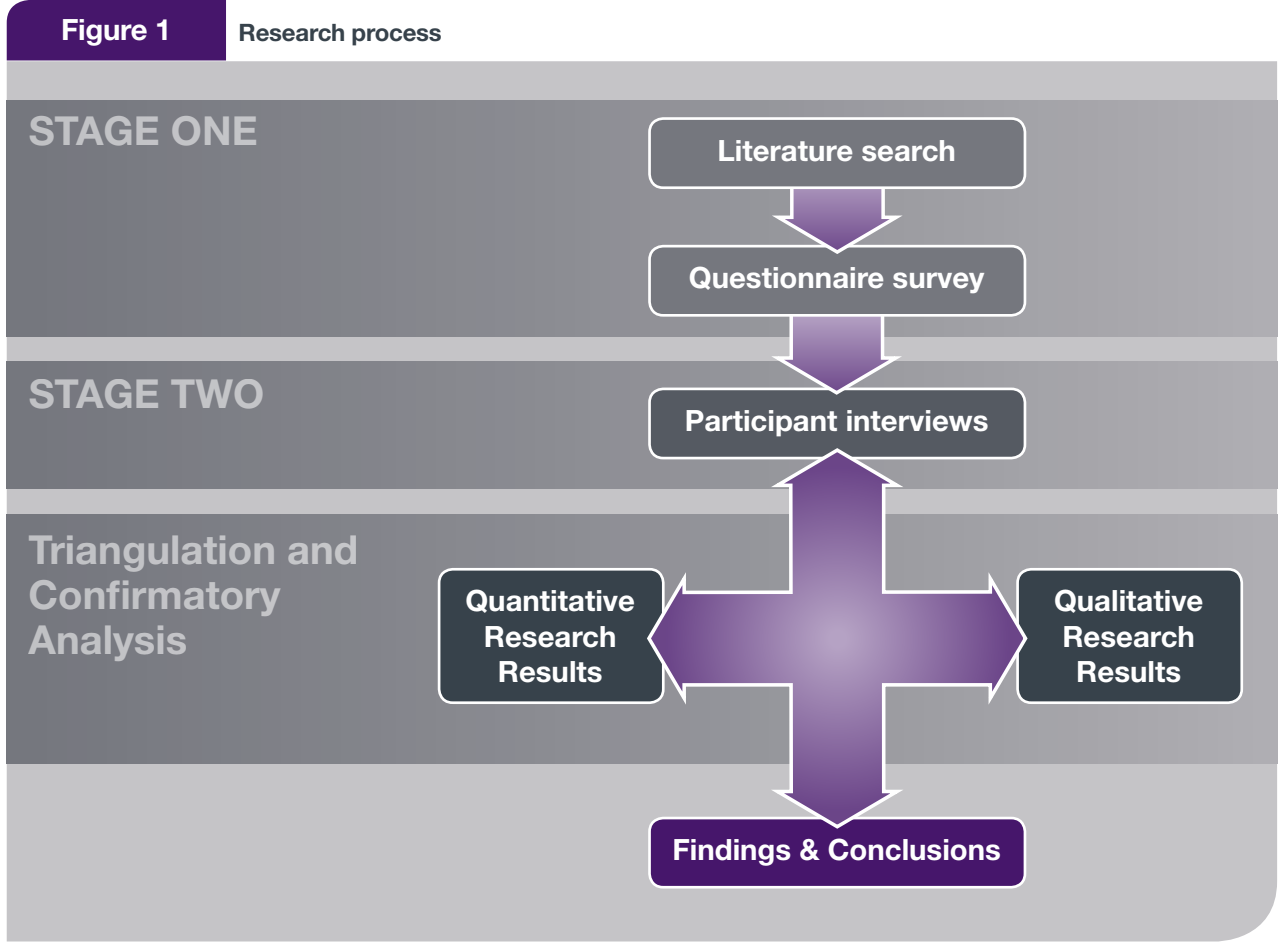 Figure 1
Research process
STAGE ONE
Literature search
Questionnaire survey
STAGE TWO
Participant interviews
Triangulation and
Confirmatory
Analysis
Quantitative
Research
Results
Qualitative
Research
Results
Findings & Conclusions